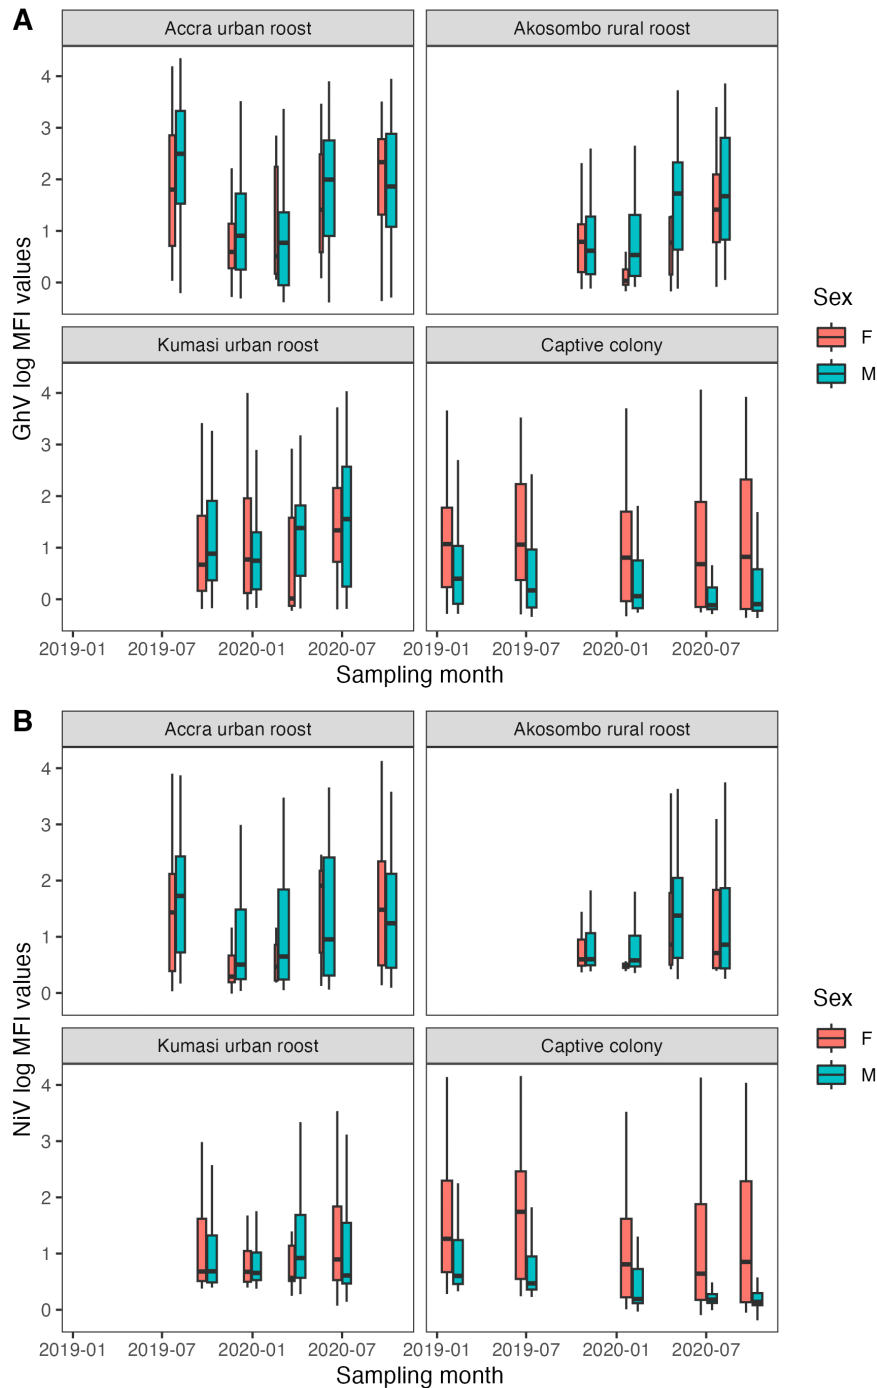 A
Accra urban roost
Akosombo rural roost
4
3
2
1
0
Kumasi urban roost
Captive colony
4
3
2
1
0
GhV log MFI values
2019-01 2019-07 2020-01 2020-07 2019-01 2019-07 2020-01 2020-07
Sampling month
Sex
F
M
B
Accra urban roost
Akosombo rural roost
4
3
2
1
0
Kumasi urban roost
Captive colony
4
3
2
1
0
NiV log MFI values
2019-01 2019-07 2020-01 2020-07 2019-01 2019-07 2020-01 2020-07
Sampling month
Sex
F
M